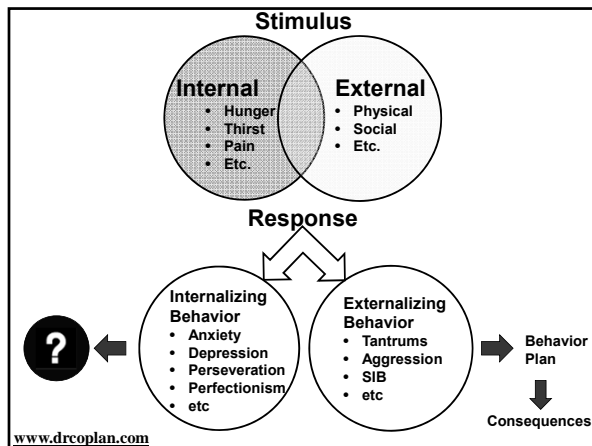 Stimulus
Internal
• Hunger
• Thirst
• Pain
• Etc.
External
• Physical
• Social
• Etc.
Response
Internalizing
Behavior
• Anxiety
• Depression
• Perseveration
• Perfectionism
• etc
Externalizing
Behavior
• Tantrums
• Aggression
• SIB
• etc
?
Behavior
Plan
Consequences
www.drcoplan.com